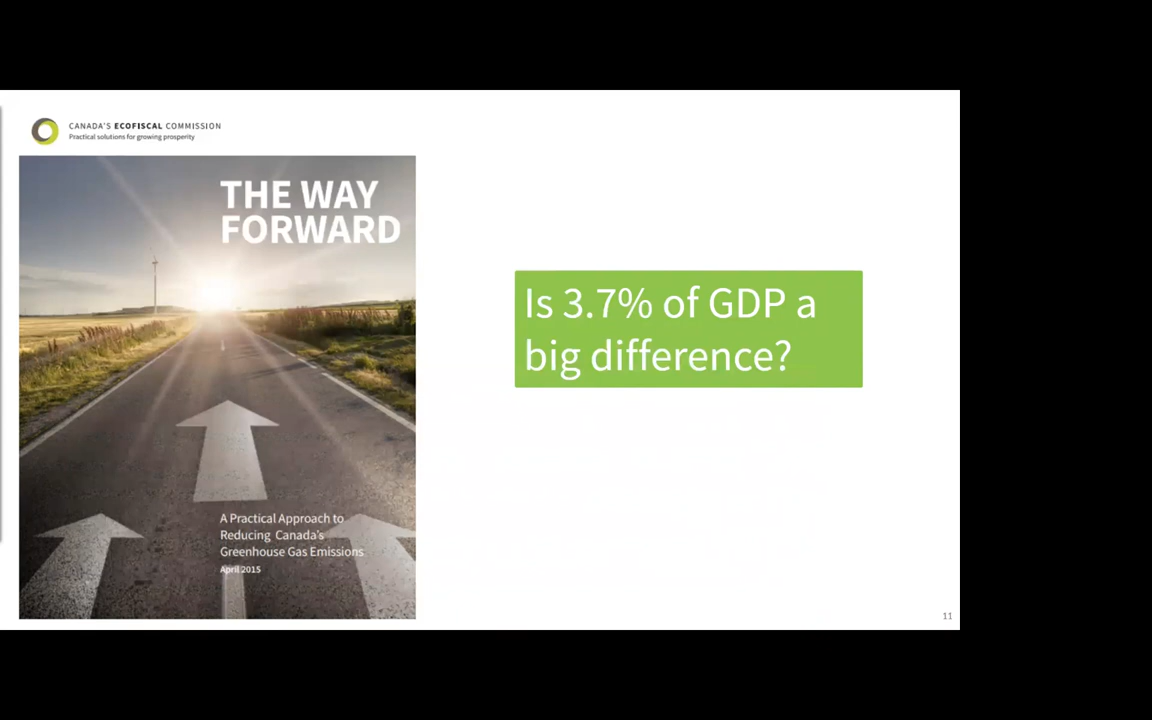 CANADA'S ECOFISCAL COMMISSION
Practical solutions for growing prosperity
THE WAY
FORWARD
A Practical Approach to
Reducing Canada's
Greenhouse Gas Emissions
April 2015
Is 3.7% of GDP a
big difference?
11